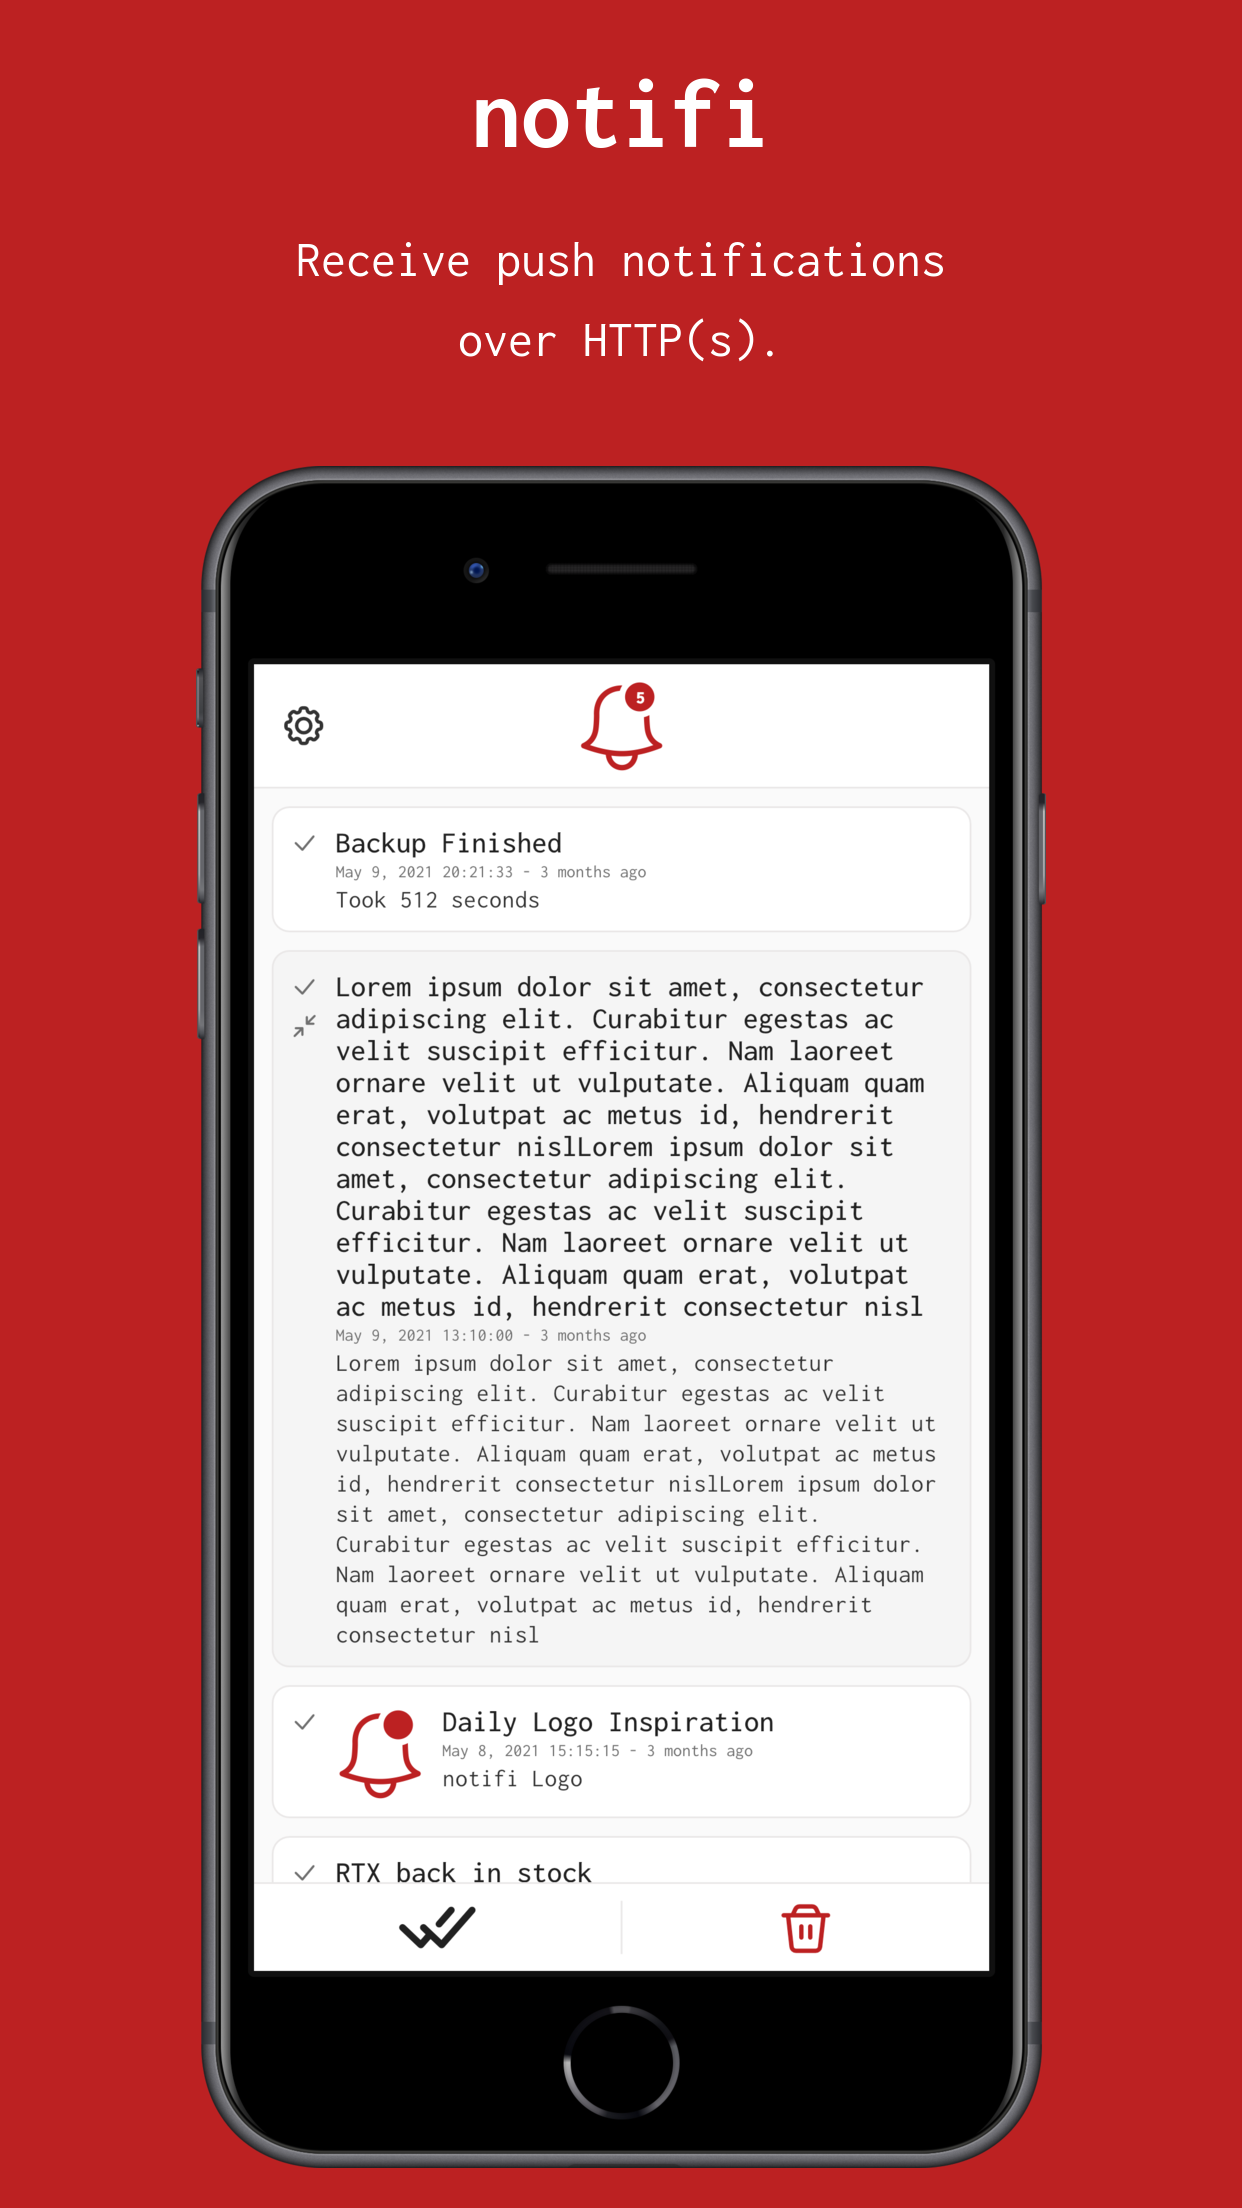 notifi
Receive push notifications
over HTTP(s).
5
Backup Finished
May 9, 2021 20:21:33 - 3 months ago
Took 512 seconds
Lorem ipsum dolor sit amet, consectetur
adipiscing elit. Curabitur egestas ac
velit suscipit efficitur. Nam laoreet
ornare velit ut vulputate. Aliquam quam
erat, volutpat ac metus id, hendrerit
consectetur nislLorem ipsum dolor sit
amet, consectetur adipiscing elit.
Curabitur egestas ac velit suscipit
efficitur. Nam laoreet ornare velit ut
vulputate. Aliquam quam erat, volutpat
ac metus id, hendrerit consectetur nisl
May 9, 2021 13:10:00 - 3 months ago
Lorem ipsum dolor sit amet, consectetur
adipiscing elit. Curabitur egestas ac velit
suscipit efficitur. Nam laoreet ornare velit ut
vulputate. Aliquam quam erat, volutpat ac metus
id, hendrerit consectetur nislLorem ipsum dolor
sit amet, consectetur adipiscing elit.
Curabitur egestas ac velit suscipit efficitur.
Nam laoreet ornare velit ut vulputate. Aliquam
quam erat, volutpat ac metus id, hendrerit
consectetur nisl
Daily Logo Inspiration
May 8, 2021 15:15:15 - 3 months ago
notifi Logo
RTX back in stock